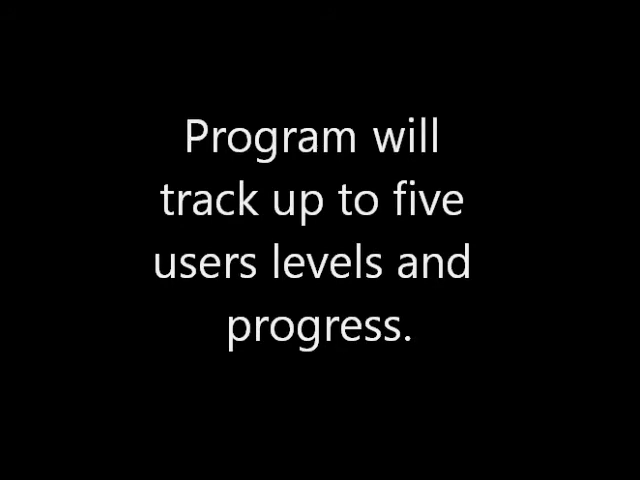 Program will
track up to five
users levels and
progress.